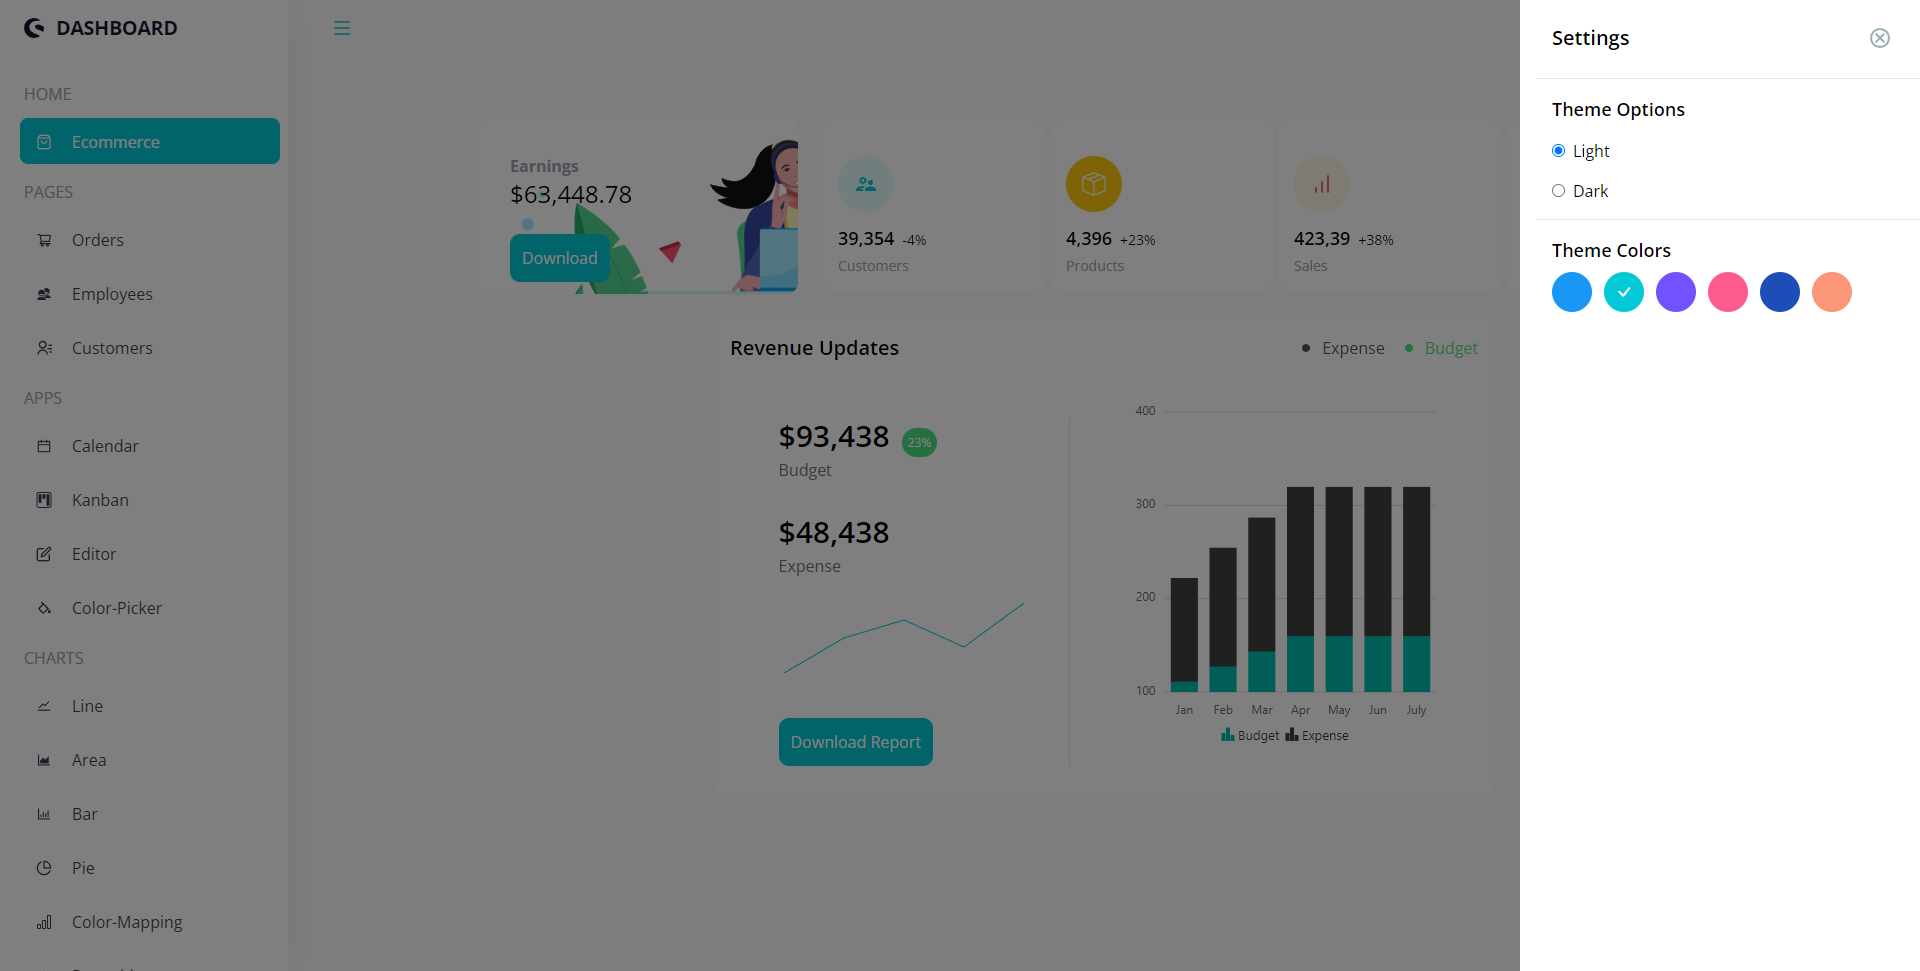 DASHBOARD
HOME
Ecommerce
PAGES
Orders
Employees
Customers
APPS
Calendar
Kanban
Editor
Color-Picker
CHARTS
Line
Area
Bar
Pie
Color-Mapping
Earnings
$63,448.78
Download
39,354 -4%
Customers
4,396 +23%
Products
423,39 +38%
Sales
Revenue Updates
Expense
Budget
$93,438 23%
Budget
$48,438
Expense
Download Report
400
300
200
100
Jan Feb Mar Apr May Jun July
Budget Expense
Settings
Theme Options
Light
Dark
Theme Colors